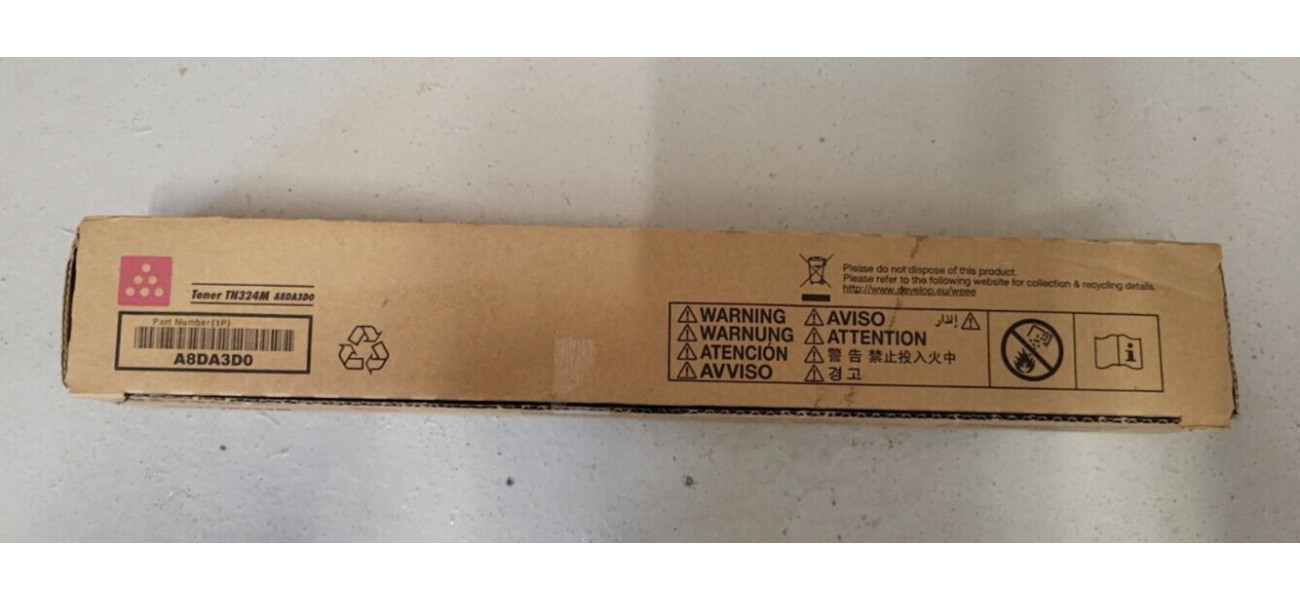 Toner TN324M A8DA3D0
Part Number(1P)
A8DA3D0
Please do not dispose of this product.
Please refer to the following website for collection & recycling details.
http://www.develop.eu/weee
WARNING
WARNUNG
ATENCIÓN
AVVISO
AVISO
إنذار
ATTENTION
警告 禁止投入火中
경고